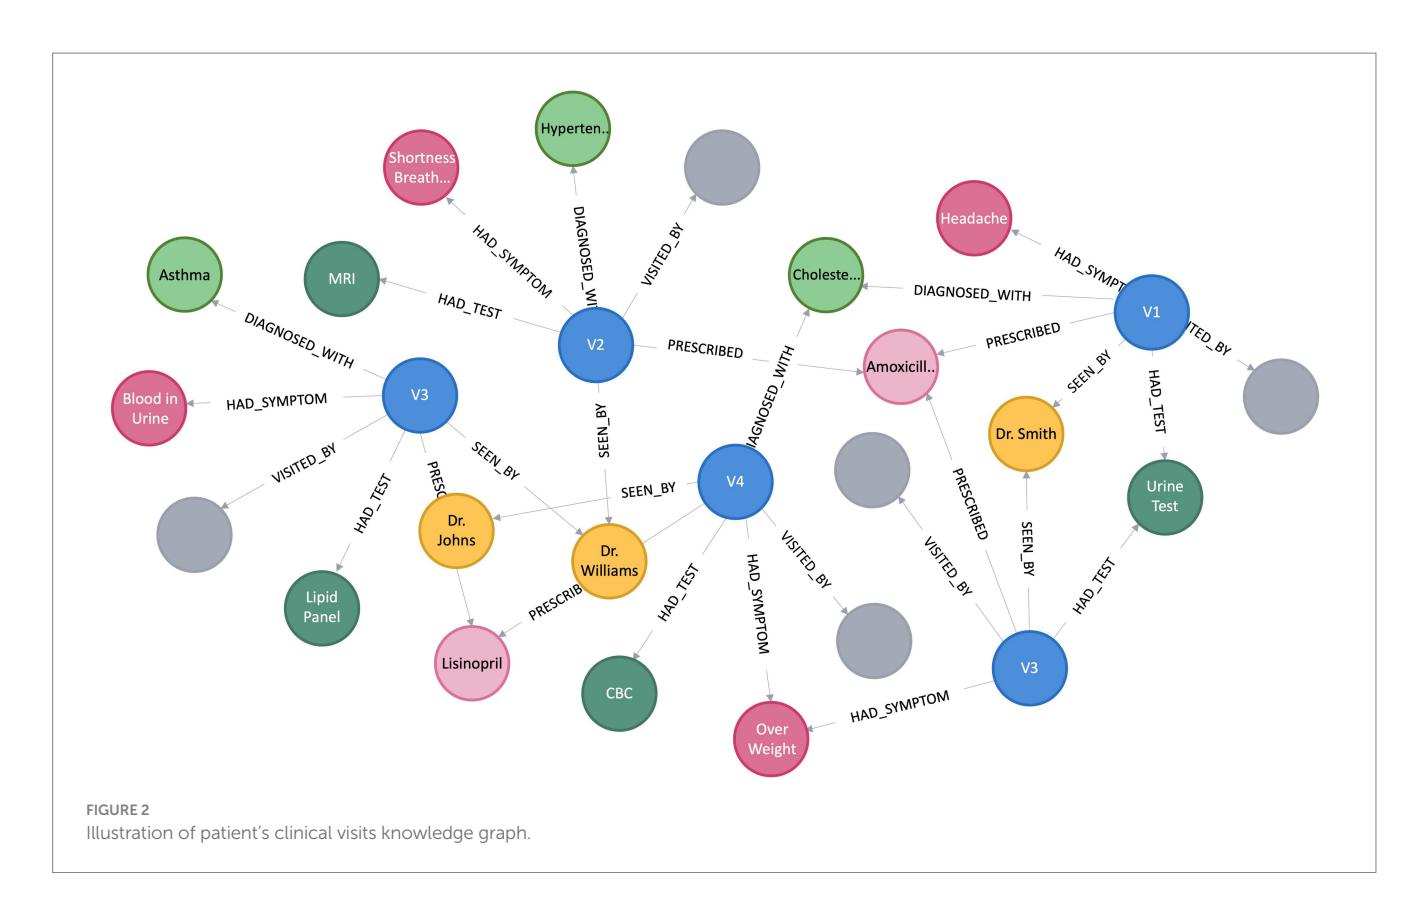 Hyperten..
Shortness
Breath...
Headache
DIAGNOSED_WI
VISITED_BY
HAD_SYMPTOM
HAD_SYMPT
Asthma
MRI
Choleste...
DIAGNOSED_WITH
HAD_TEST
V1
PRESCRIBED
ITED_BY
DIAGNOSED_WITH
V2
PRESCRIBED
Amoxicill..
SEEN_BY
HAD_TEST
Blood in
Urine
HAD_SYMPTOM
V3
IAGNOSED_WITH
SEEN_BY
Dr. Smith
VISITED_BY
HAD_TEST
PRESC
SEEN_BY
SEEN_BY
V4
Urine
Test
PRESCRIBED
Dr.
Johns
Dr.
Williams
VISITED_BY
VISITED_BY
SEEN_BY
HAD_TEST
Lipid
Panel
PRESCRIB
HAD_TEST
HAD_SYMPTOM
Lisinopril
CBC
V3
HAD_SYMPTOM
Over
Weight
FIGURE 2
Illustration of patient's clinical visits knowledge graph.